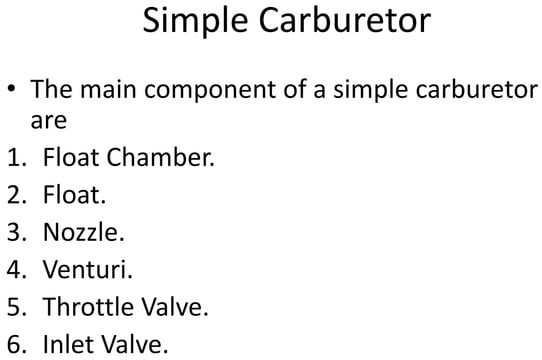 Simple Carburetor
• The main component of a simple carburetor
are
1. Float Chamber.
2. Float.
3. Nozzle.
4. Venturi.
5. Throttle Valve.
6. Inlet Valve.